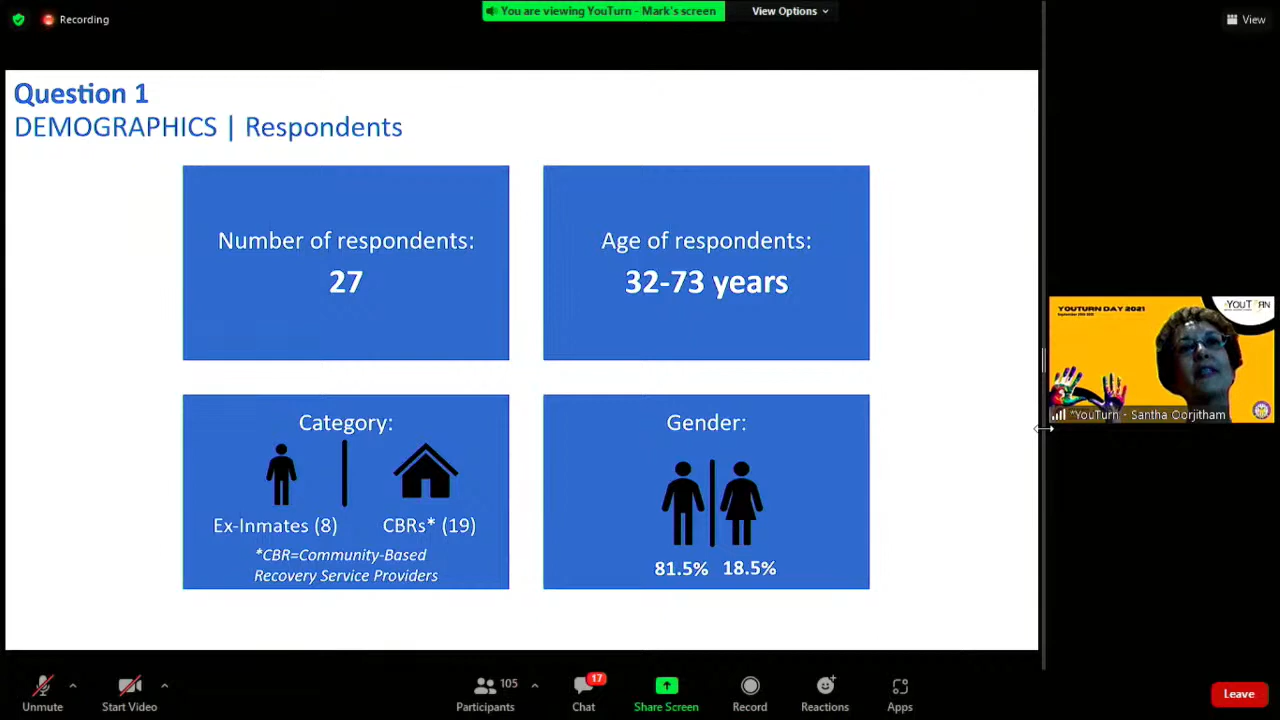 Recording
You are viewing YouTurn - Mark's screen
View Options
View
Question 1
DEMOGRAPHICS | Respondents
Number of respondents:
27
Age of respondents:
32-73 years
Category:
Ex-Inmates (8)
CBRs* (19)
*CBR=Community-Based
Recovery Service Providers
Gender:
81.5%
18.5%
YOUTURN DAY 2021
*YouTurn - Santha Oorjitham
Unmute
Start Video
105
Participants
17
Chat
Share Screen
Record
Reactions
Apps
Leave